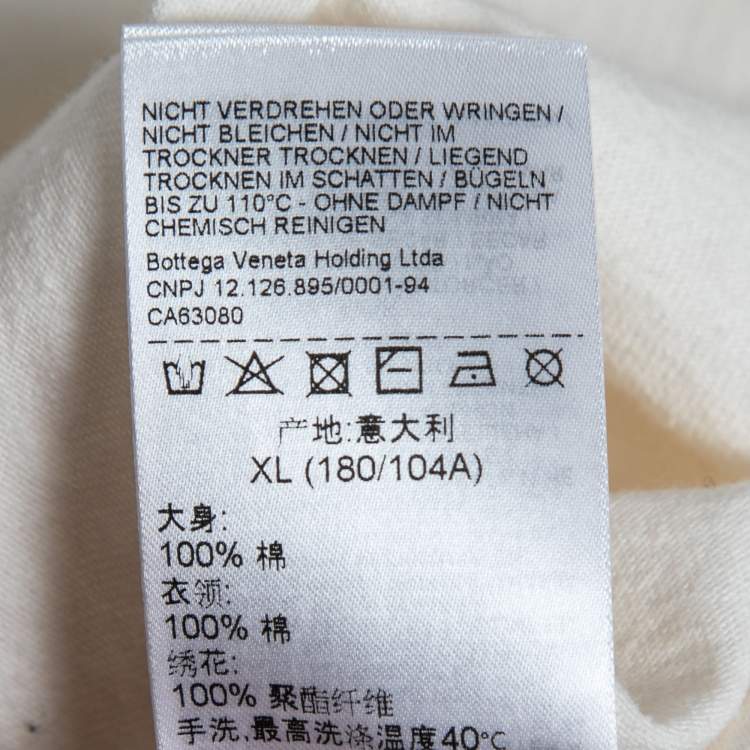 NICHT VERDREHEN ODER WRINGEN /
NICHT BLEICHEN / NICHT IM
TROCKNER TROCKNEN / LIEGEND
TROCKNEN IM SCHATTEN / BÜGELN
BIS ZU 110°C - OHNE DAMPF / NICHT
CHEMISCH REINIGEN
Bottega Veneta Holding Ltda
CNPJ 12.126.895/0001-94
CA63080
产地:意大利
XL (180/104A)
大身:
100% 棉
衣领:
100% 棉
绣花:
100% 聚酯纤维
手洗,最高洗涤温度40°C